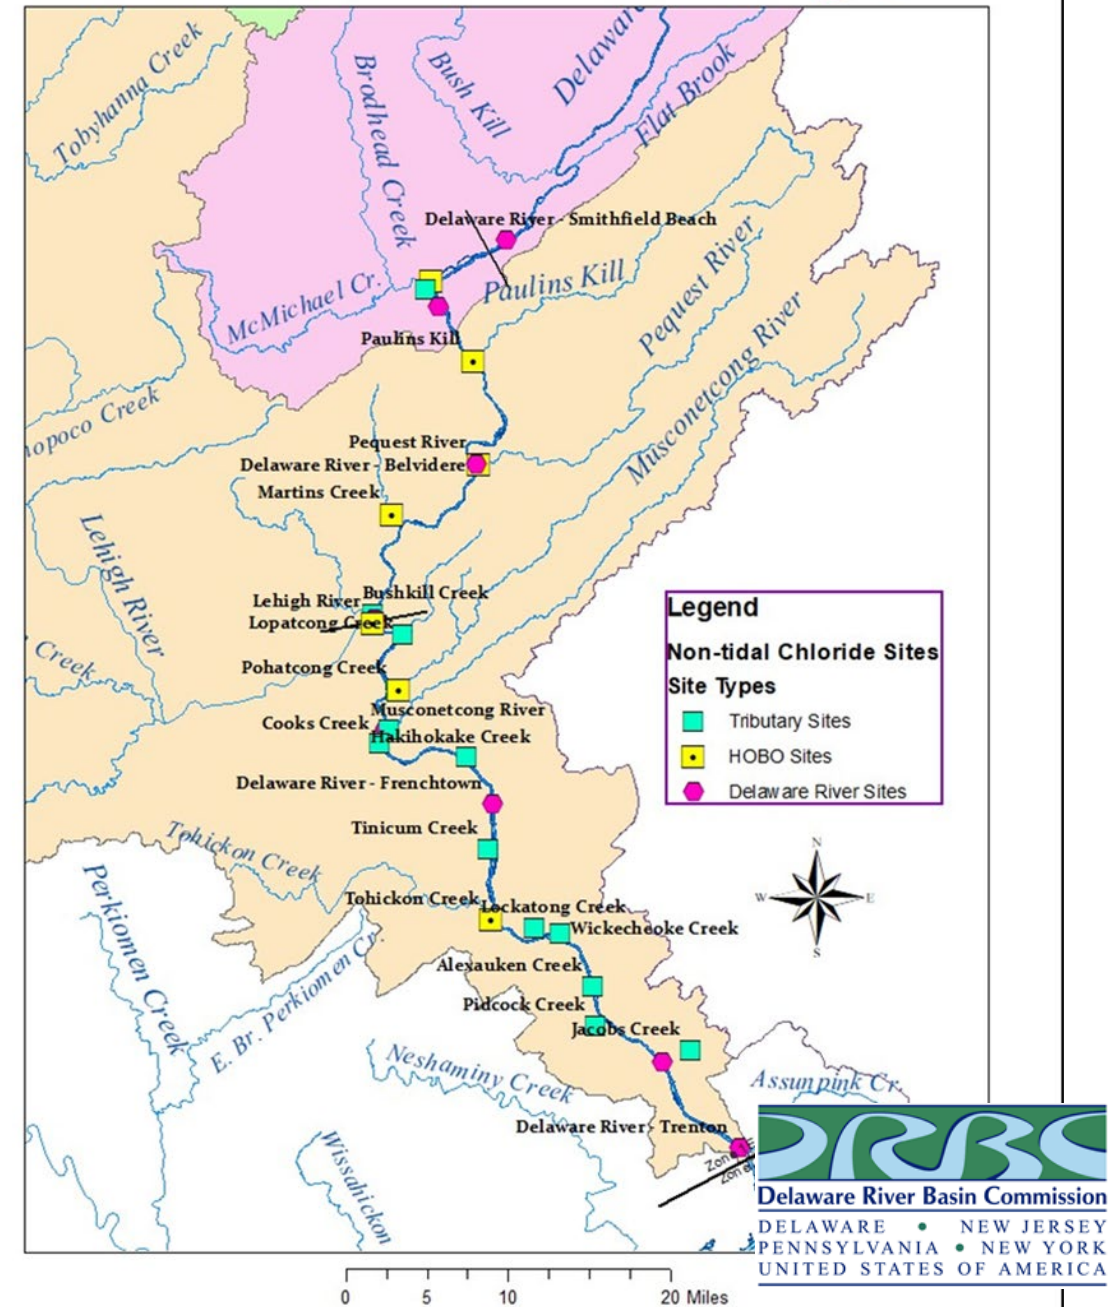 Tobyhanna Creek
Brodhead Creek
Bush Kill
Delaware
Flat Brook
Delaware River - Smithfield Beach
McMichael Cr.
Paulins Kill
Pequest River
Musconetcong River
Paulins Kill
opoco Creek
Pequest River
Delaware River - Belvidere
Martins Creek
Lehigh River
Bushkill Creek
Lehigh River
Lopatcong Creek
Creek
Pohatcong Creek
Musconetcong River
Cooks Creek
Hakihokake Creek
Delaware River - Frenchtown
Tinicum Creek
Tohickon Creek
Tohickon Creek
Lockatong Creek
Wickecheoke Creek
Perkiomen Creek
E. Br. Perkiomen Cr.
Alexauken Creek
Pidcock Creek
Jacobs Creek
Neshaminy Creek
Assunpink Cr.
Delaware River - Trenton
Wissahickon
Legend
Non-tidal Chloride Sites
Site Types
Tributary Sites
HOBO Sites
Delaware River Sites
N
W E
S
DRBC
Delaware River Basin Commission
DELAWARE • NEW JERSEY
PENNSYLVANIA • NEW YORK
UNITED STATES OF AMERICA
0 5 10 20 Miles